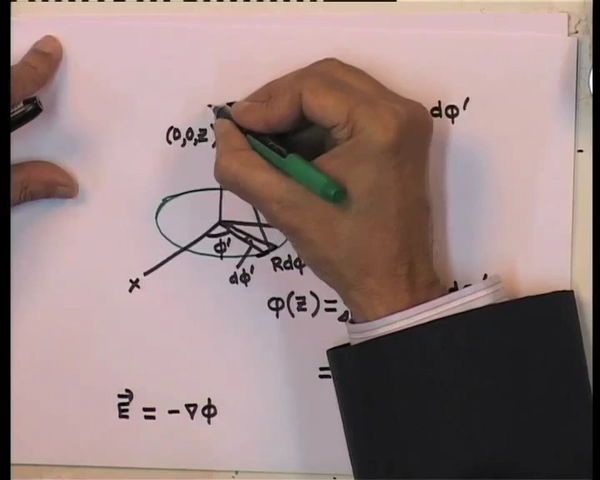 dφ'
(0,0,z)
φ'
x
dφ'
Rdφ
φ(z)=
=
E⃗ = -∇φ